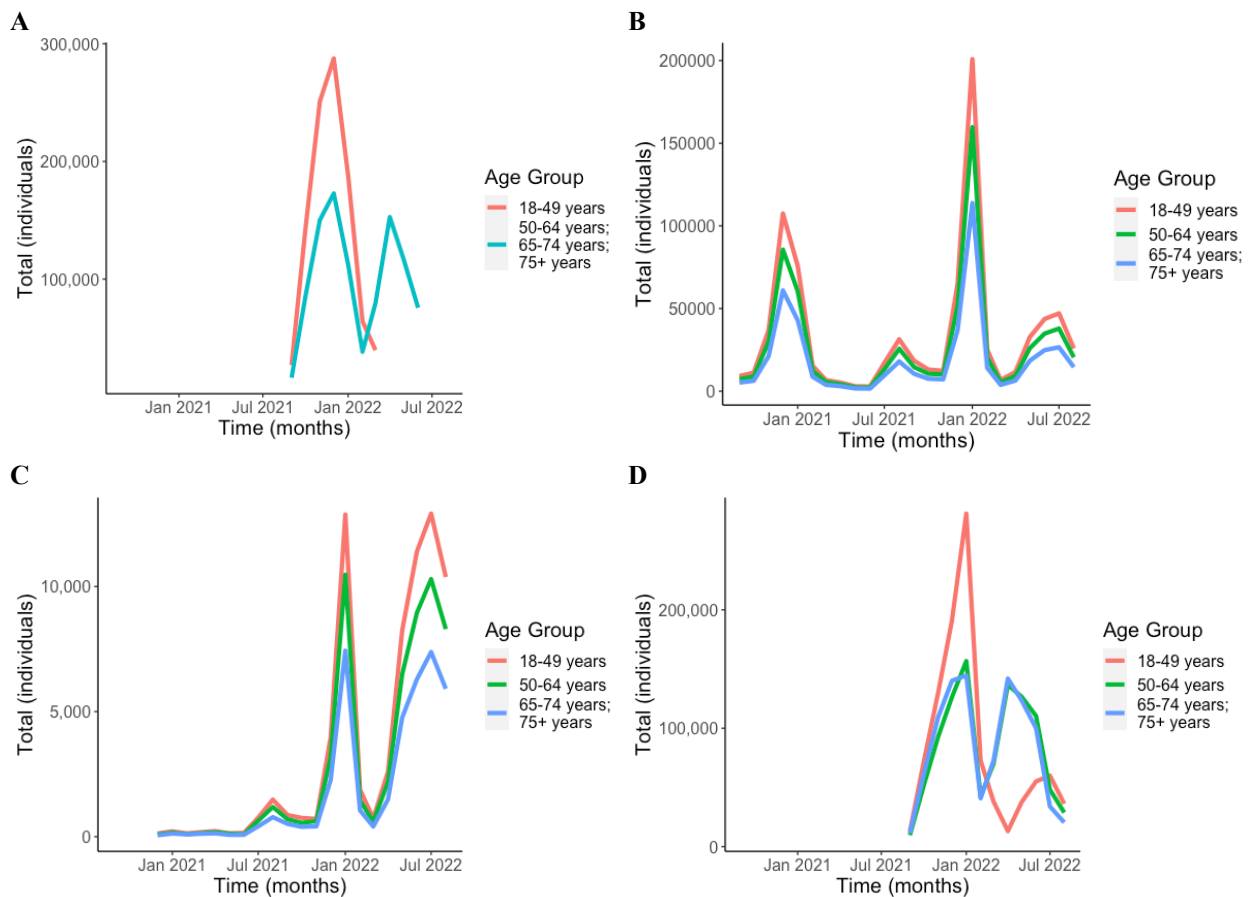 A
300,000
200,000
100,000
Total (individuals)
Jan 2021
Jul 2021
Jan 2022
Jul 2022
Time (months)
Age Group
18-49 years
50-64 years;
65-74 years;
75+ years
B
200000
150000
100000
50000
0
Total (individuals)
Jan 2021
Jul 2021
Jan 2022
Jul 2022
Time (months)
Age Group
18-49 years
50-64 years
65-74 years;
75+ years
C
10,000
5,000
0
Total (individuals)
Jan 2021
Jul 2021
Jan 2022
Jul 2022
Time (months)
Age Group
18-49 years
50-64 years
65-74 years;
75+ years
D
200,000
100,000
0
Total (individuals)
Jan 2021
Jul 2021
Jan 2022
Jul 2022
Time (months)
Age Group
18-49 years
50-64 years
65-74 years;
75+ years